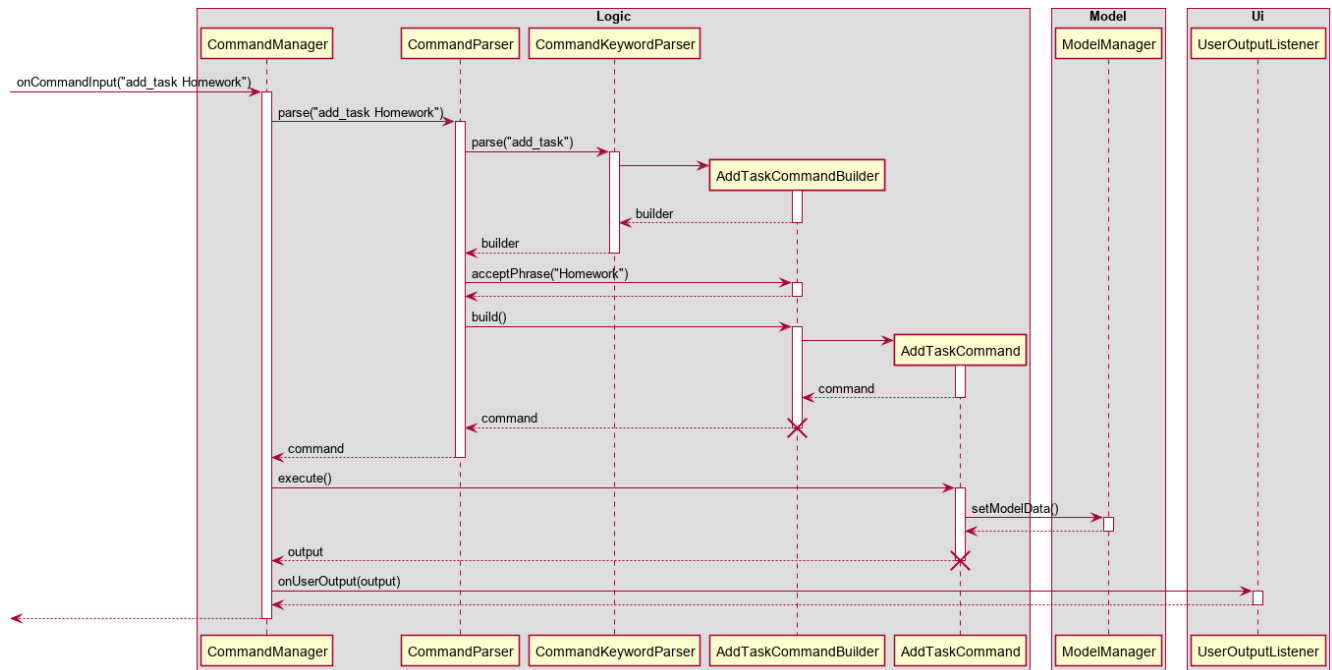 Logic
Model
Ui
CommandManager
CommandParser
CommandKeywordParser
ModelManager
UserOutputListener
onCommandInput("add_task Homework")
parse("add_task Homework")
parse("add_task")
AddTaskCommandBuilder
builder
builder
acceptPhrase("Homework")
build()
AddTaskCommand
command
command
command
execute()
setModelData()
output
onUserOutput(output)
CommandManager
CommandParser
CommandKeywordParser
AddTaskCommandBuilder
AddTaskCommand
ModelManager
UserOutputListener